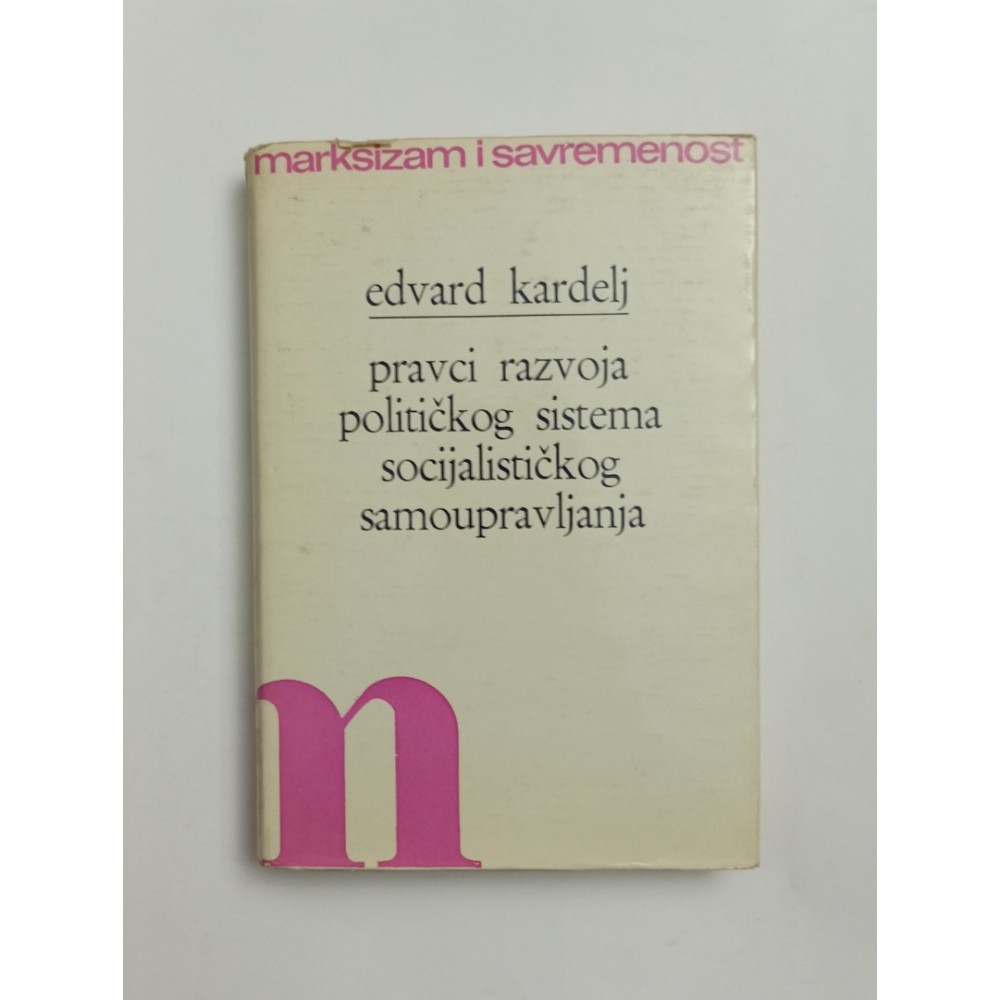 marksizam i savremenost
edvard kardelj
pravci razvoja
političkog sistema
socijalističkog
samoupravljanja